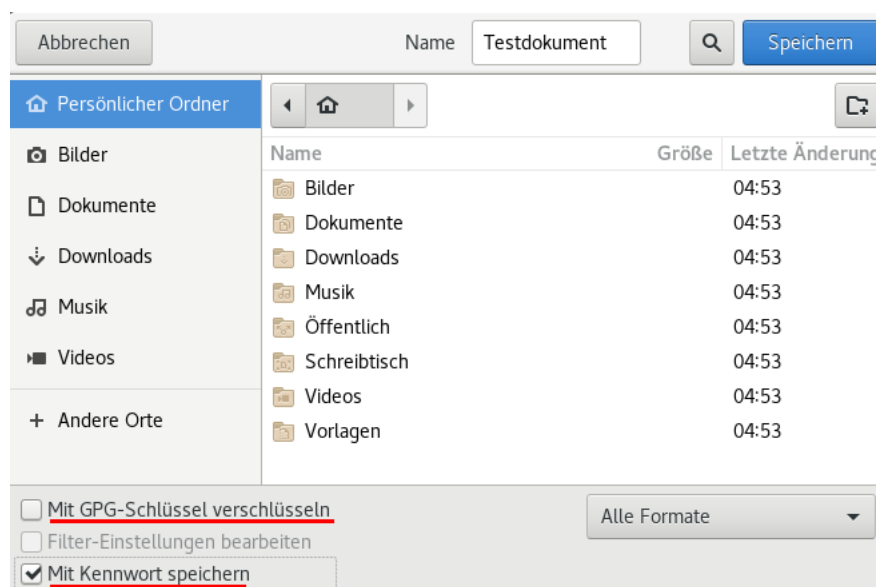 Abbrechen Name Testdokument Speichern
Persönlicher Ordner
Bilder
Dokumente
Downloads
Musik
Videos
+ Andere Orte
Name Größe Letzte Änderung
Bilder 04:53
Dokumente 04:53
Downloads 04:53
Musik 04:53
Öffentlich 04:53
Schreibtisch 04:53
Videos 04:53
Vorlagen 04:53
Mit GPG-Schlüssel verschlüsseln
Alle Formate
Filter-Einstellungen bearbeiten
Mit Kennwort speichern